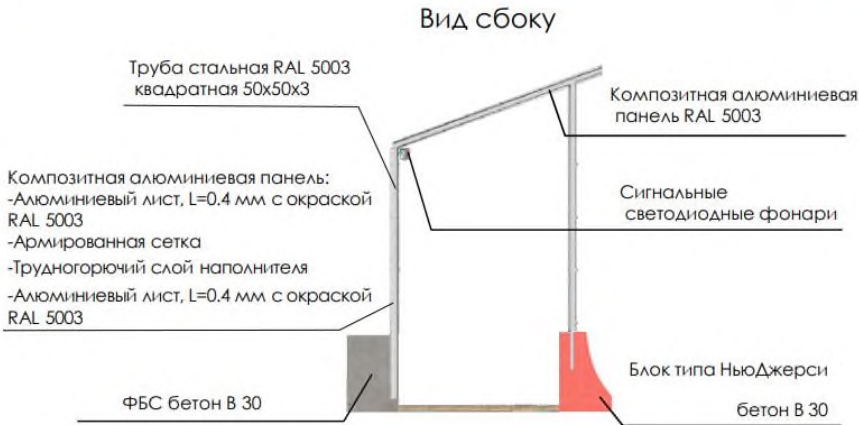 Вид сбоку
Труба стальная RAL 5003
квадратная 50х50х3
Композитная алюминиевая
панель RAL 5003
Композитная алюминиевая панель:
-Алюминиевый лист, L=0.4 мм с окраской
RAL 5003
-Армированная сетка
-Трудногорючий слой наполнителя
-Алюминиевый лист, L=0.4 мм с окраской
RAL 5003
Сигнальные
светодиодные фонари
ФБС бетон В 30
Блок типа НьюДжерси
бетон В 30